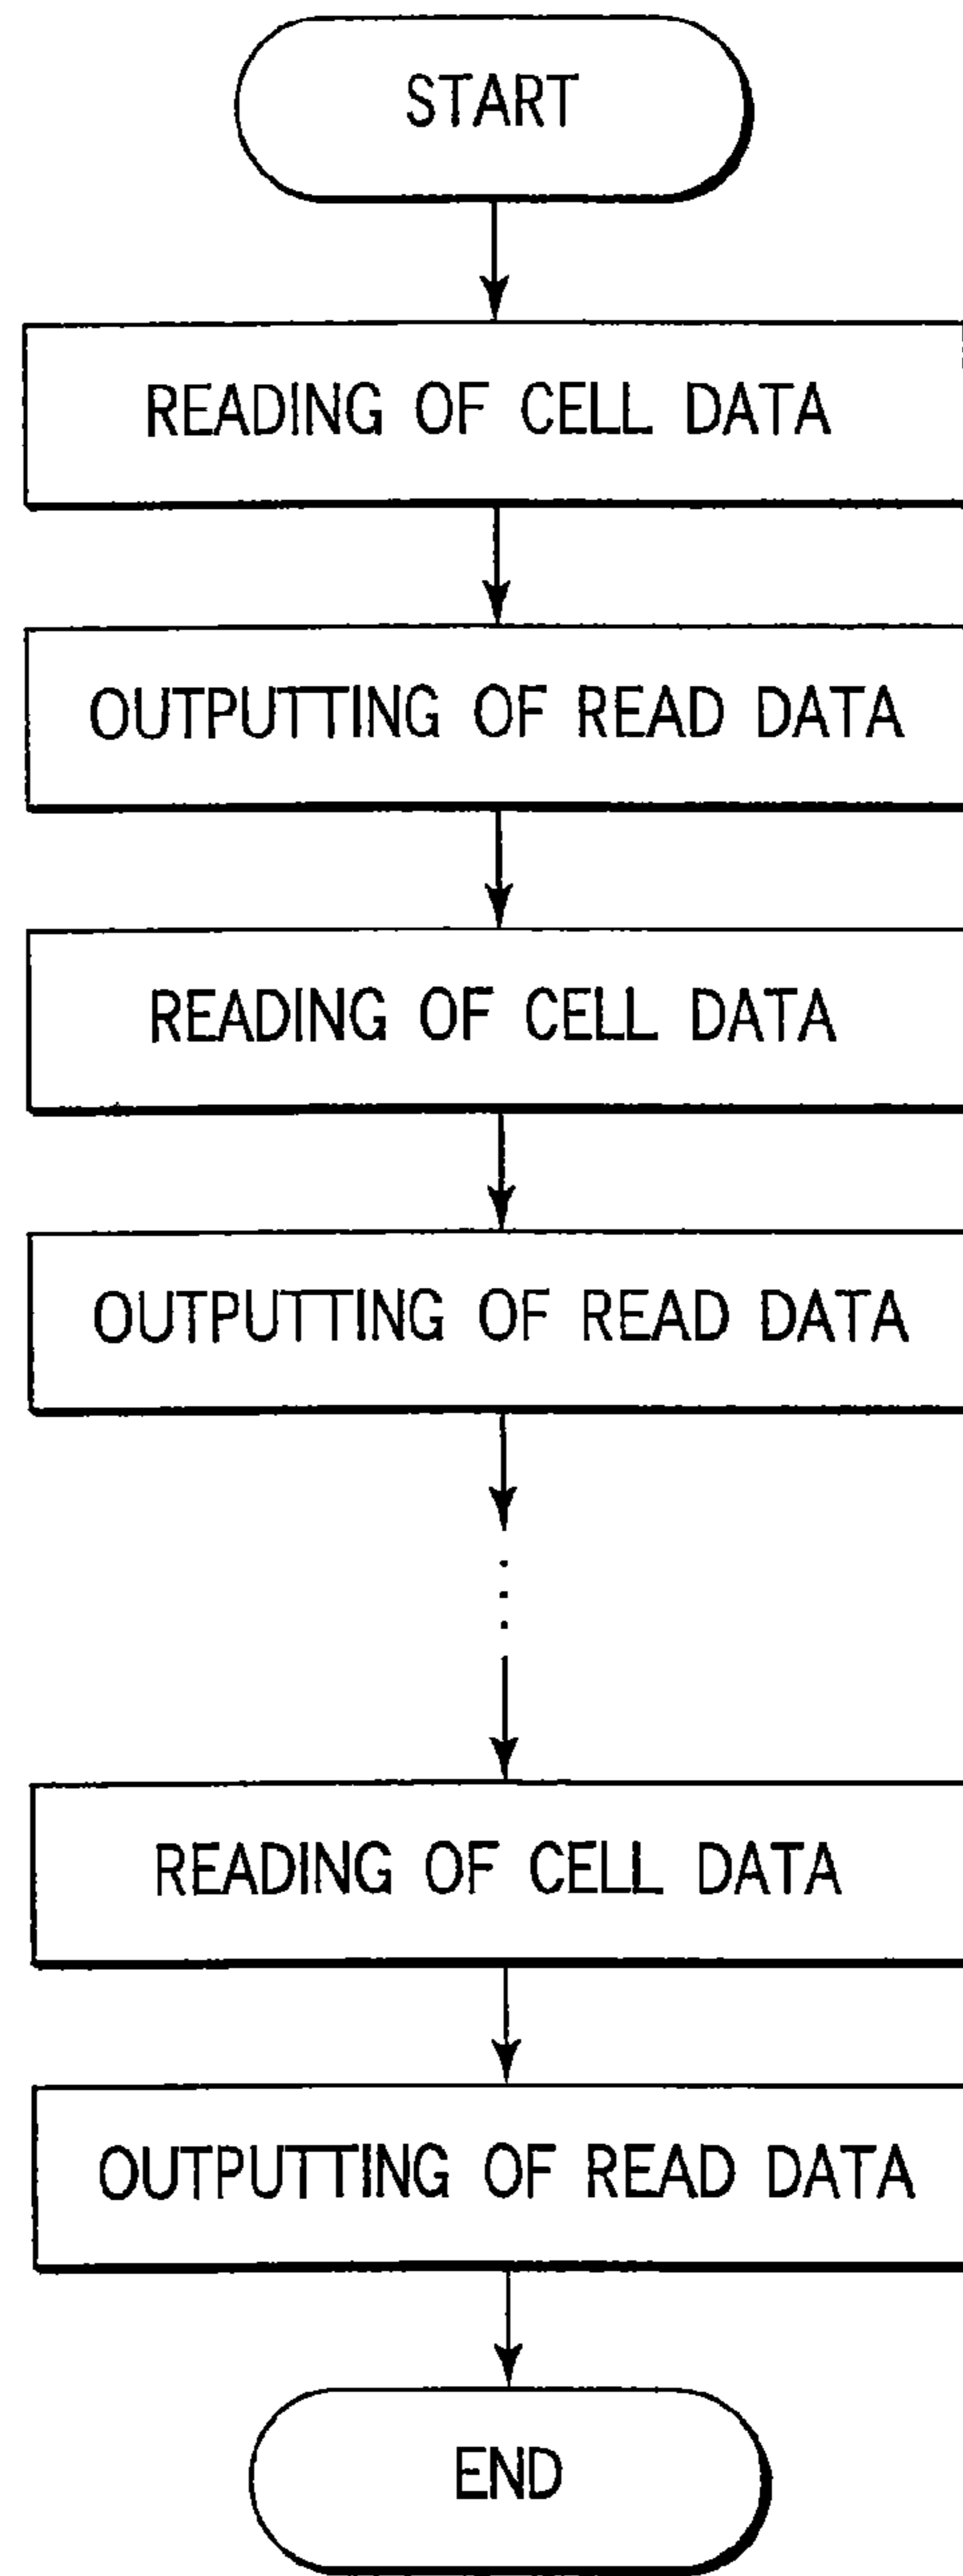 START
READING OF CELL DATA
OUTPUTTING OF READ DATA
READING OF CELL DATA
OUTPUTTING OF READ DATA
READING OF CELL DATA
OUTPUTTING OF READ DATA
END